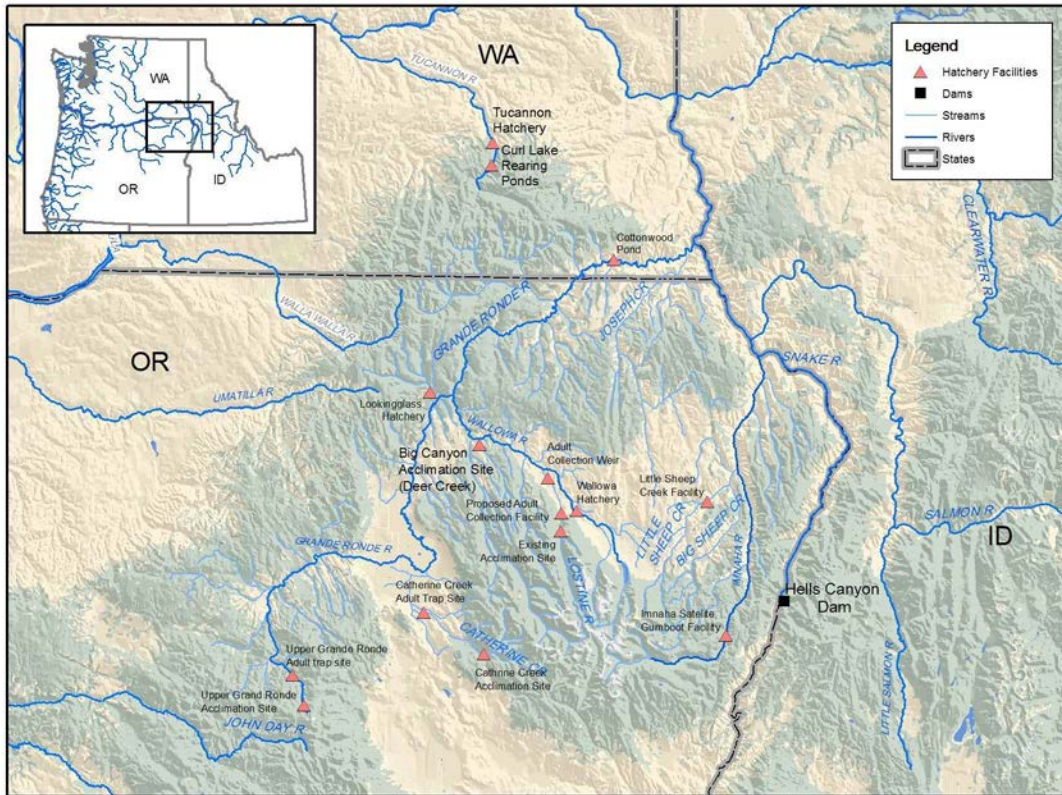 WA
OR
ID
WA
TUCANNON R
Tucannon
Hatchery
Curl Lake
Rearing
Ponds
Legend
Hatchery Facilities
Dams
Streams
Rivers
States
CLEARWATER R
Cottonwood
Pond
WALLA WALLA R
GRANDE RONDE R
JOSEPH CR
OR
SNAKE R
UMATILLA R
Lookingglass
Hatchery
WALLOWA R
Big Canyon
Acclimation Site
(Deer Creek)
Adult
Collection Weir
Wallowa
Hatchery
Proposed Adult
Collection Facility
Existing
Acclimation Site
Little Sheep
Creek Facility
LITTLE
SHEEP CR
BIG SHEEP CR
IMNAHA R
SALMON R
ID
GRANDE RONDE R
LOSTINE R
Hells Canyon
Dam
Catherine Creek
Adult Trap Site
CATHERINE CR
Cathrine Creek
Acclimation Site
Imnaha Satelite
Gumboot Facility
LITTLE SALMON R
Upper Grande Ronde
Adult trap site
Upper Grand Ronde
Acclimation Site
JOHN DAY R